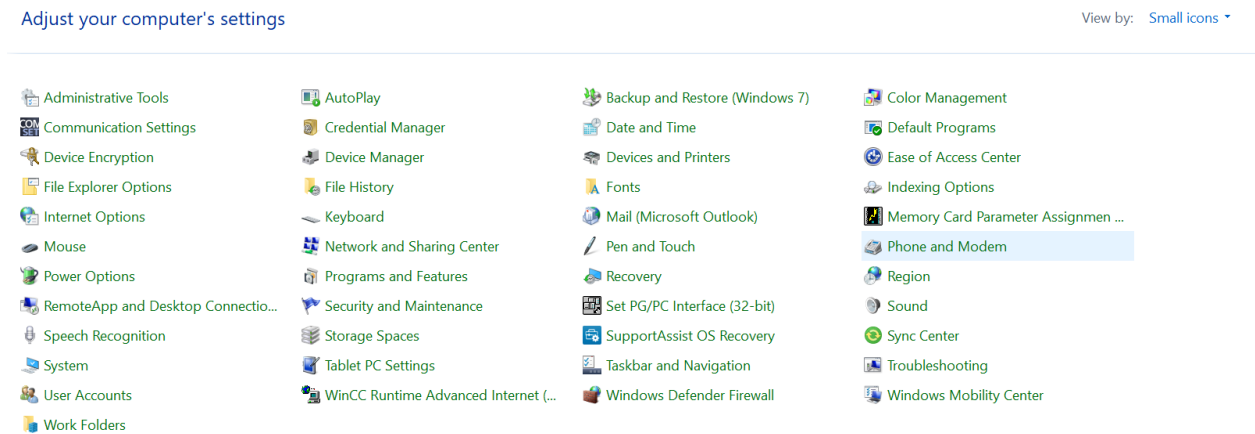 Adjust your computer's settings
View by: Small icons
Administrative Tools
AutoPlay
Backup and Restore (Windows 7)
Color Management
COM SET
Communication Settings
Credential Manager
Date and Time
Default Programs
Device Encryption
Device Manager
Devices and Printers
Ease of Access Center
File Explorer Options
File History
Fonts
Indexing Options
Internet Options
Keyboard
Mail (Microsoft Outlook)
Memory Card Parameter Assignmen ...
Mouse
Network and Sharing Center
Pen and Touch
Phone and Modem
Power Options
Programs and Features
Recovery
Region
RemoteApp and Desktop Connectio...
Security and Maintenance
Set PG/PC Interface (32-bit)
Sound
Speech Recognition
Storage Spaces
SupportAssist OS Recovery
Sync Center
System
Tablet PC Settings
Taskbar and Navigation
Troubleshooting
User Accounts
WinCC Runtime Advanced Internet (...
Windows Defender Firewall
Windows Mobility Center
Work Folders